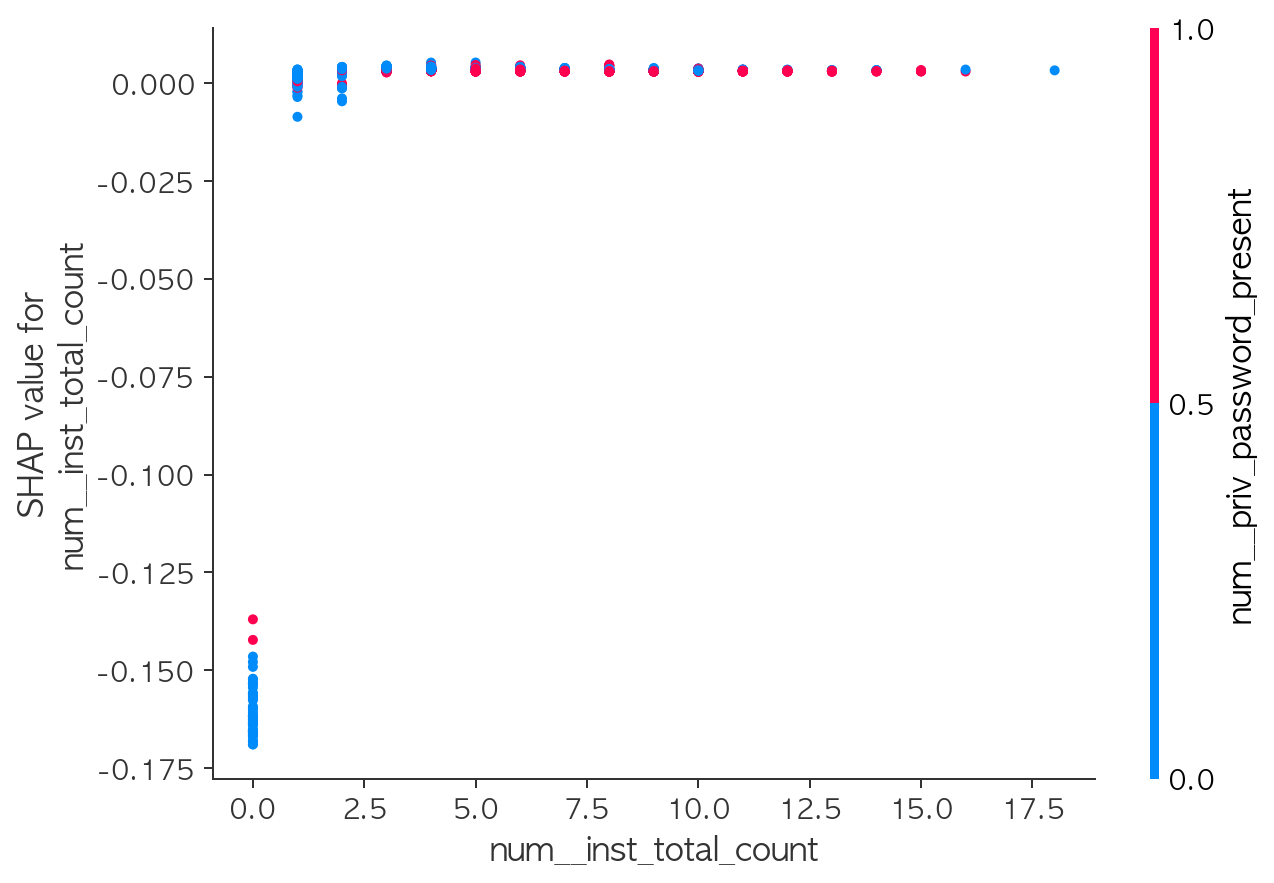 SHAP value for
num__inst_total_count
0.000
-0.025
-0.050
-0.075
-0.100
-0.125
-0.150
-0.175
0.0 2.5 5.0 7.5 10.0 12.5 15.0 17.5
num__inst_total_count
1.0
0.5
0.0
num__priv_password_present